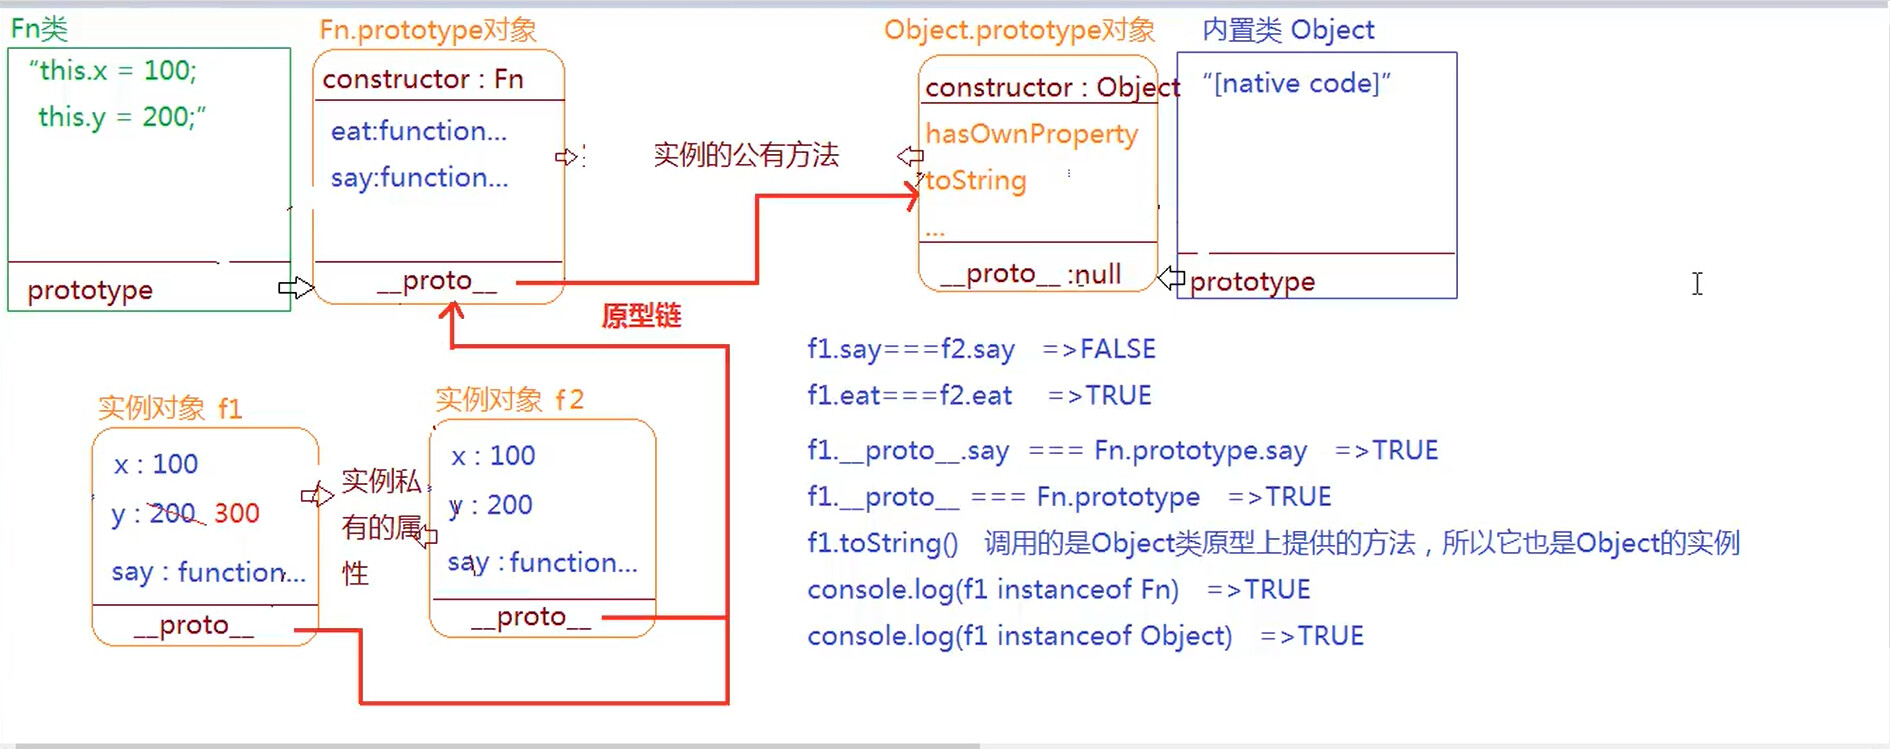 Fn类
“this.x = 100;
this.y = 200;”
prototype
Fn.prototype对象
constructor : Fn
eat:function...
say:function...
__proto__
实例的公有方法
Object.prototype对象
constructor : Object
hasOwnProperty
toString
...
__proto__ :null
内置类 Object
“[native code]”
prototype
原型链
实例对象 f1
x : 100
y : 200 300
say : function...
__proto__
实例私
有的属
性
实例对象 f2
x : 100
y : 200
say : function...
__proto__
f1.say===f2.say =>FALSE
f1.eat===f2.eat =>TRUE
f1.__proto__.say === Fn.prototype.say =>TRUE
f1.__proto__ === Fn.prototype =>TRUE
f1.toString() 调用的是Object类原型上提供的方法，所以它也是Object的实例
console.log(f1 instanceof Fn) =>TRUE
console.log(f1 instanceof Object) =>TRUE